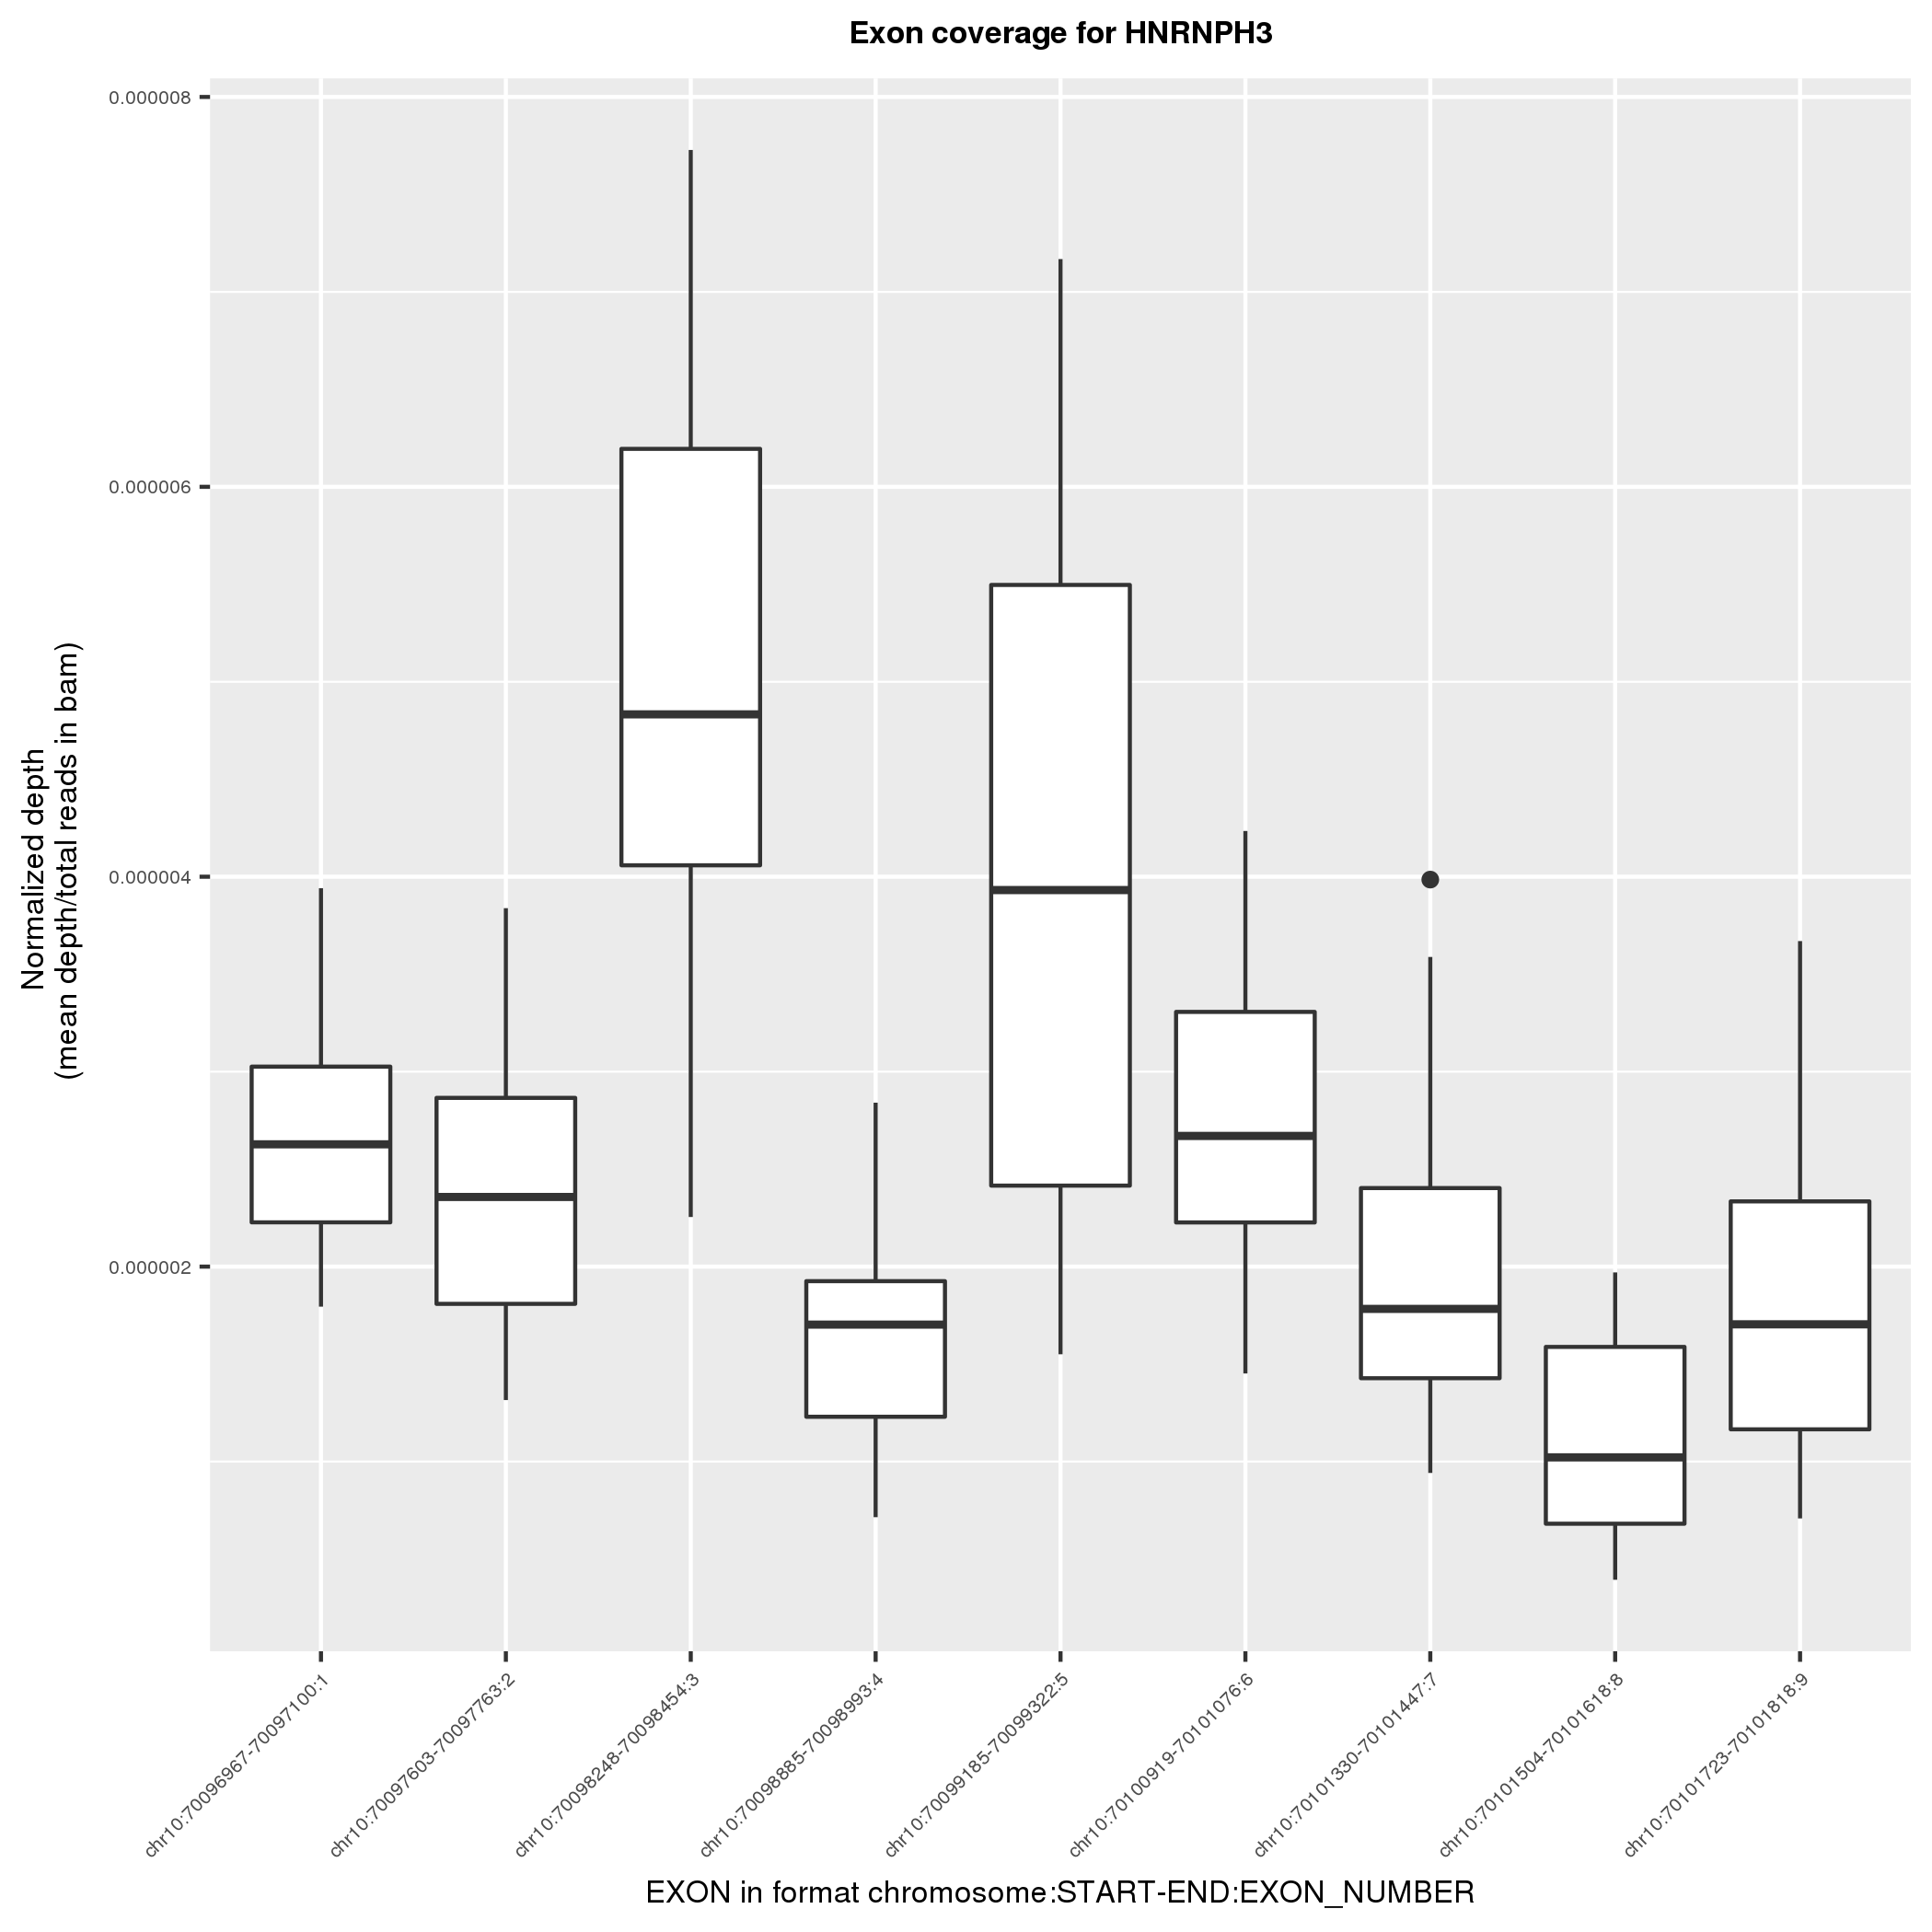 Exon coverage for HNRNPH3
0.000008
0.000006
0.000004
0.000002
Normalized depth
(mean depth/total reads in bam)
chr10:70096967-70097100:1
chr10:70097603-70097763:2
chr10:70098248-70098454:3
chr10:70098885-70098993:4
chr10:70099185-70099322:5
chr10:70100919-70101076:6
chr10:70101330-70101447:7
chr10:70101504-70101618:8
chr10:70101723-70101818:9
EXON in format chromosome:START-END:EXON_NUMBER